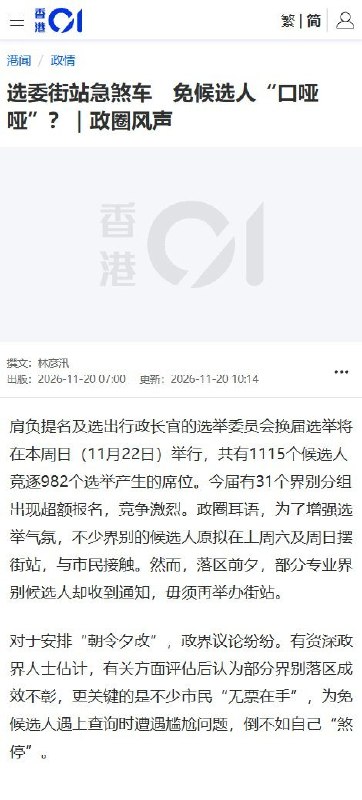 香港01
繁 | 简
港闻 / 政情
选委街站急煞车　免候选人“口哑
哑”？｜政圈风声
香港01
撰文：林彦汛
出版：2026-11-20 07:00　更新：2026-11-20 10:14
肩负提名及选出行政长官的选举委员会换届选举将
在本周日（11月22日）举行，共有1115个候选人
竞逐982个选举产生的席位。今届有31个界别分组
出现超额报名，竞争激烈。政圈耳语，为了增强选
举气氛，不少界别的候选人原拟在上周六及周日摆
街站，与市民接触。然而，落区前夕，部分专业界
别候选人却收到通知，毋须再举办街站。
对于安排“朝令夕改”，政界议论纷纷。有资深政
界人士估计，有关方面评估后认为部分界别落区成
效不彰，更关键的是不少市民“无票在手”，为免
候选人遇上查询时遭遇尴尬问题，倒不如自己“煞
停”。